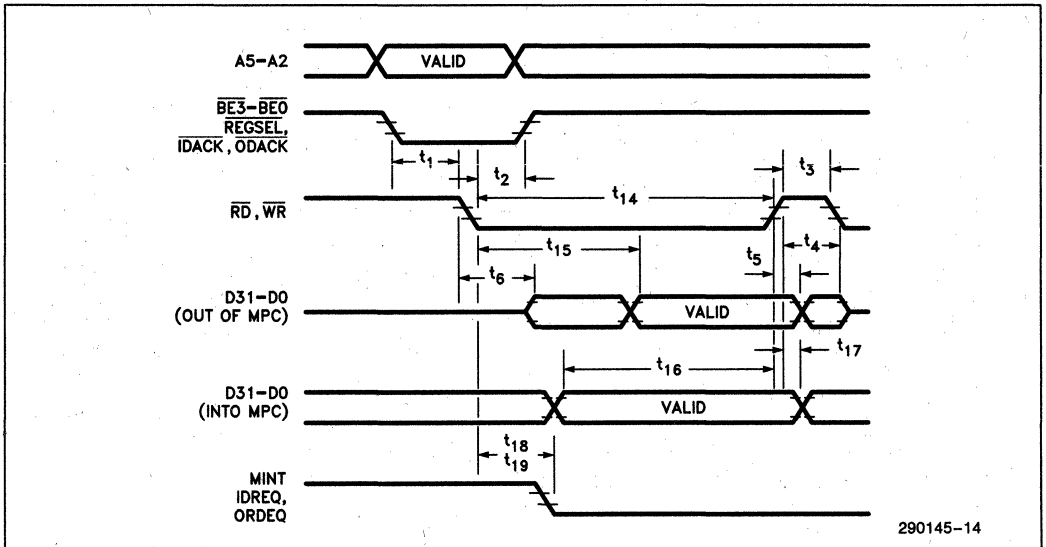 A5-A2
VALID
BE3-BE0
REGSEL,
IDACK, ODACK
t1
t2
t3
t14
RD, WR
t4
t15
t5
t6
D31-D0
(OUT OF MPC)
VALID
t17
t16
D31-D0
(INTO MPC)
VALID
t18
t19
MINT
IDREQ,
ORDEQ
290145-14